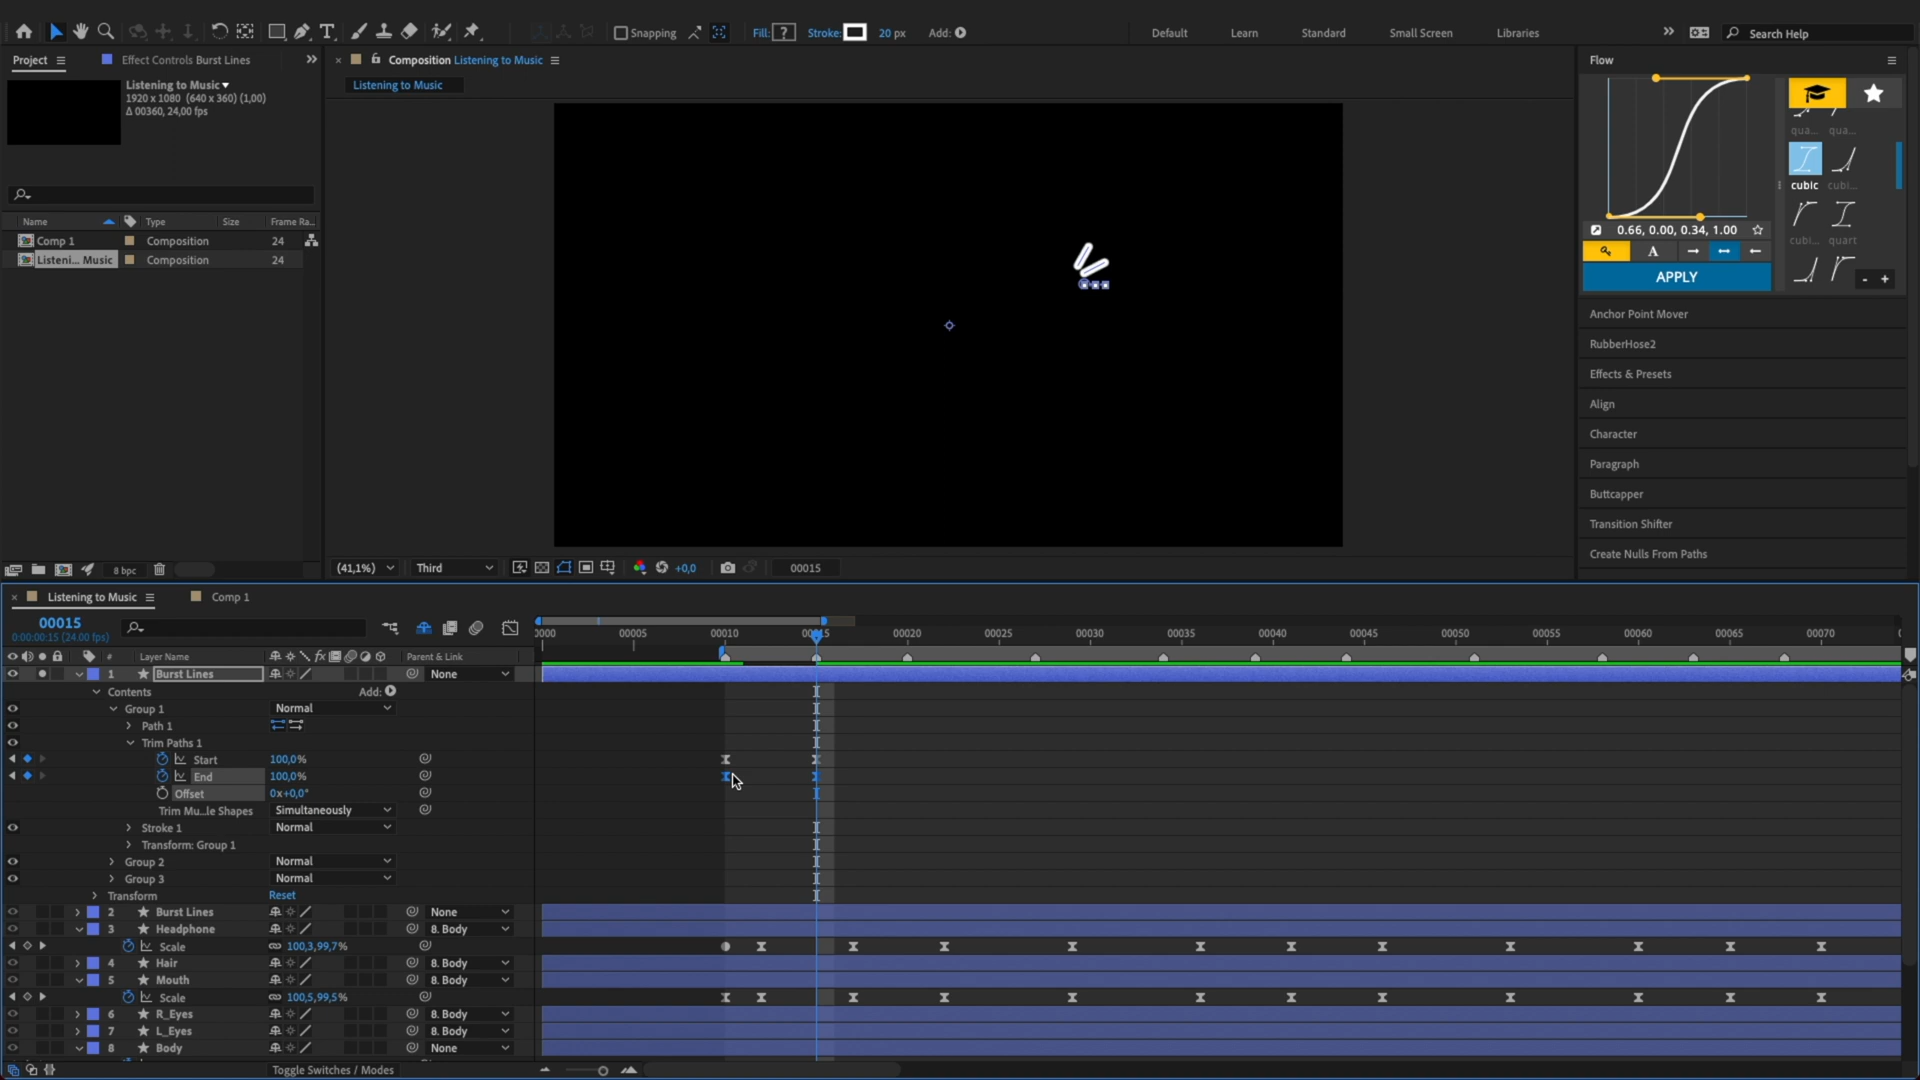 Snapping
Fill: ?
Stroke:
20 px
Add:
Default
Learn
Standard
Small Screen
Libraries
Search Help
Project
Effect Controls Burst Lines
Composition Listening to Music
Flow
Listening to Music
1920 x 1080 (640 x 360) (1,00)
Δ 00360, 24,00 fps
Listening to Music
Name
Type
Size
Frame Ra...
Comp 1
Composition
24
Listeni... Music
Composition
24
qua...
qua...
cubic
cubi...
cubi...
quart
0.66, 0.00, 0.34, 1.00
A
APPLY
- +
Anchor Point Mover
RubberHose2
Effects & Presets
Align
Character
Paragraph
Buttcapper
Transition Shifter
Create Nulls From Paths
8 bpc
(41,1%)
Third
+0,0
00015
Listening to Music
Comp 1
00015
0:00:00:15 (24.00 fps)
0000
00005
00010
00015
00020
00025
00030
00035
00040
00045
00050
00055
00060
00065
00070
#
Layer Name
fx
Parent & Link
1
Burst Lines
None
Contents
Add:
Group 1
Normal
Path 1
Trim Paths 1
Start
100,0%
End
100,0%
Offset
0x+0,0°
Trim Mu...le Shapes
Simultaneously
Stroke 1
Normal
Transform: Group 1
Group 2
Normal
Group 3
Normal
Transform
Reset
2
Burst Lines
None
3
Headphone
8. Body
Scale
100,3,99,7%
4
Hair
8. Body
5
Mouth
8. Body
Scale
100,5,99,5%
6
R_Eyes
8. Body
7
L_Eyes
8. Body
8
Body
None
Toggle Switches / Modes